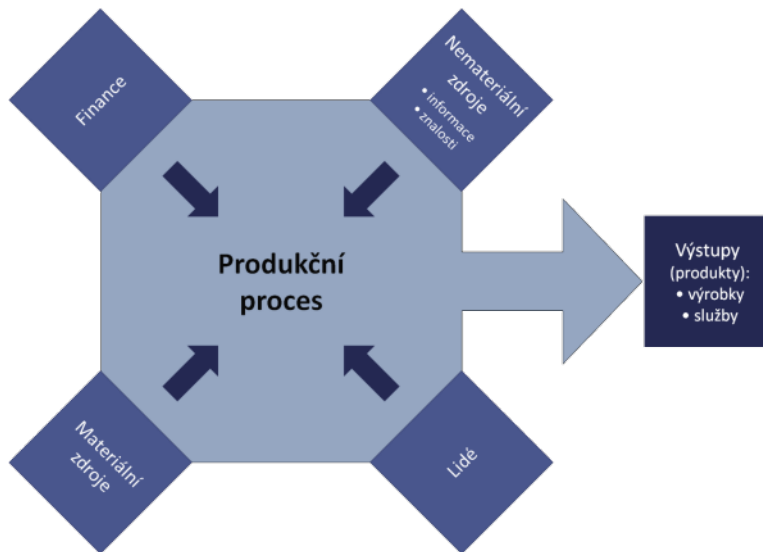 Finance
Nemateriální
zdroje
• informace
• znalosti
Produkční
proces
Výstupy
(produkty):
• výrobky
• služby
Materiální
zdroje
Lidé